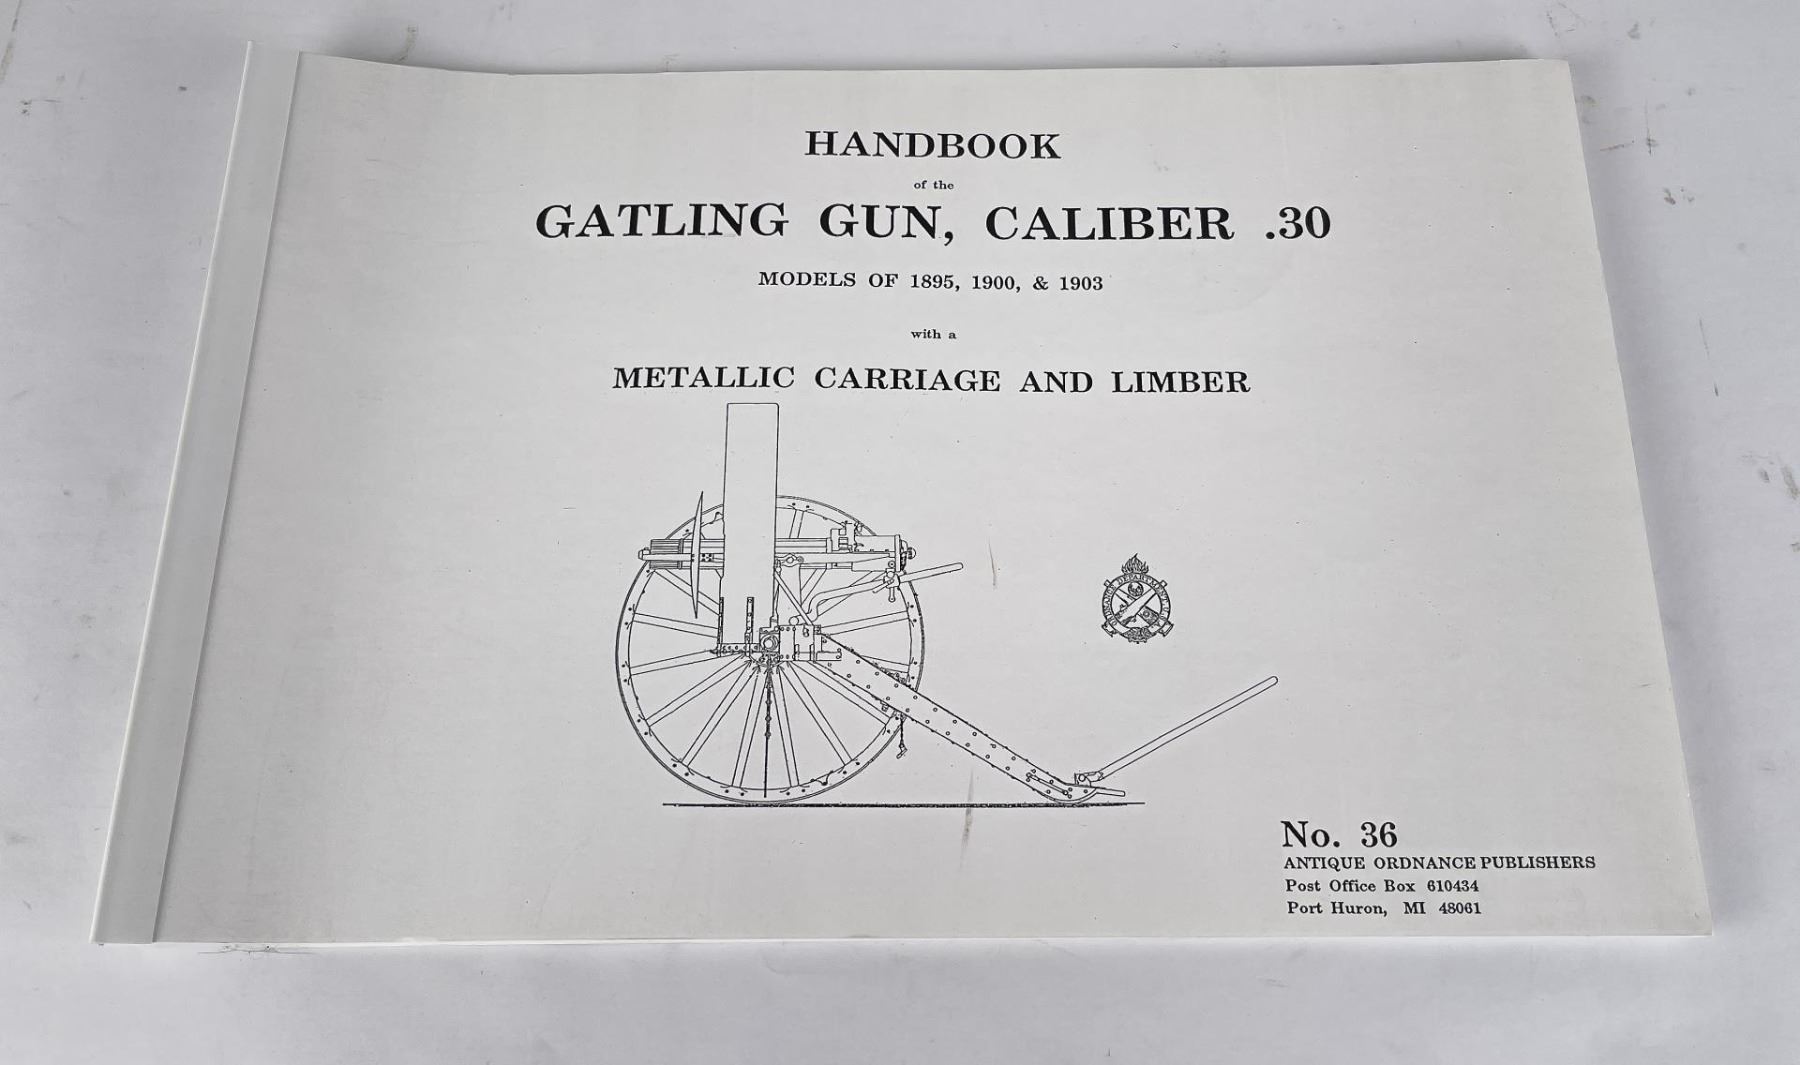 HANDBOOK
of the
GATLING GUN, CALIBER .30
MODELS OF 1895, 1900, & 1903
with a
METALLIC CARRIAGE AND LIMBER
No. 36
ANTIQUE ORDNANCE PUBLISHERS
Post Office Box 610434
Port Huron, MI 48061